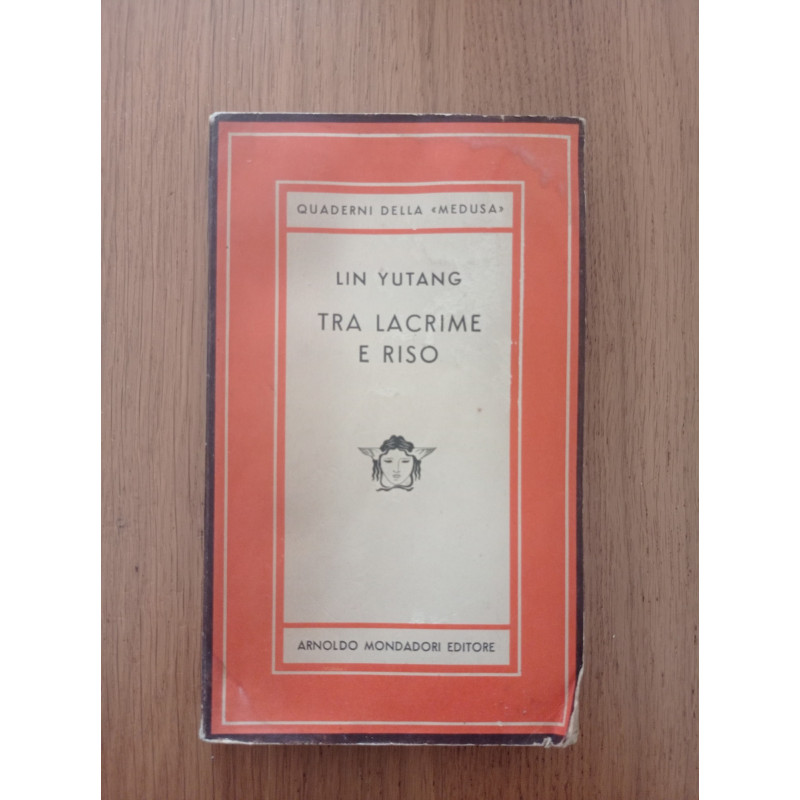 QUADERNI DELLA «MEDUSA»
LIN YUTANG
TRA LACRIME
E RISO
ARNOLDO MONDADORI EDITORE